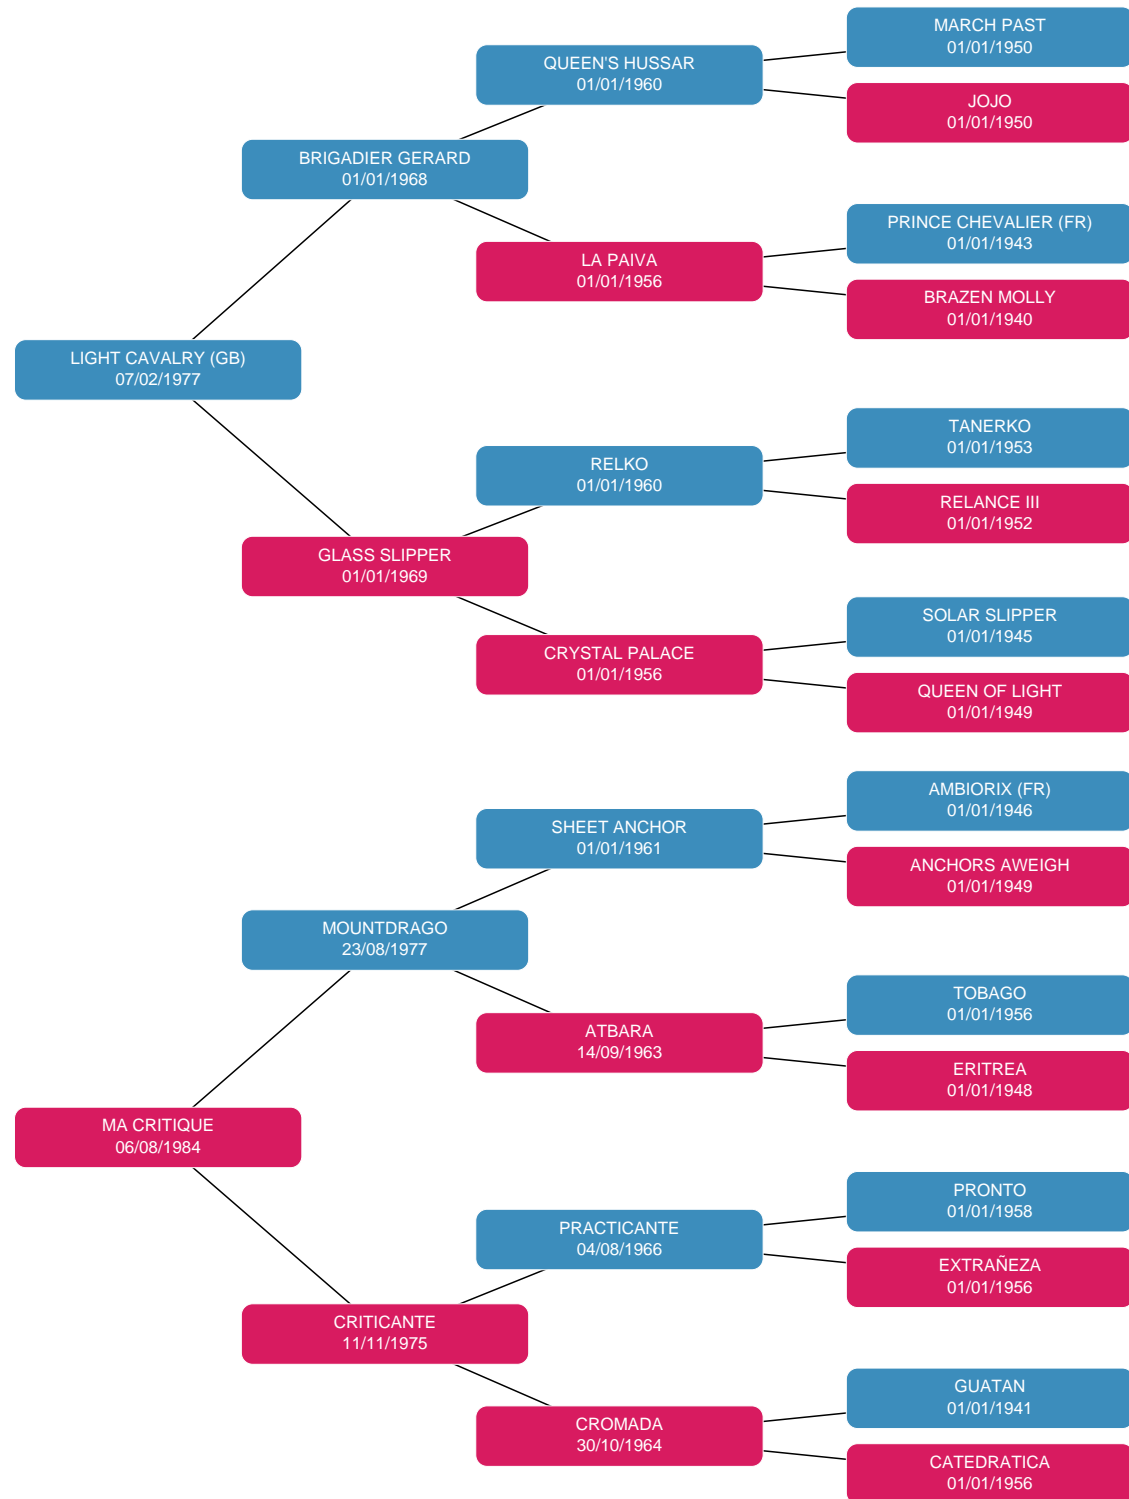 MARCH PAST
01/01/1950
QUEEN'S HUSSAR
01/01/1960
JOJO
01/01/1950
BRIGADIER GERARD
01/01/1968
PRINCE CHEVALIER (FR)
01/01/1943
LA PAIVA
01/01/1956
BRAZEN MOLLY
01/01/1940
LIGHT CAVALRY (GB)
07/02/1977
TANERKO
01/01/1953
RELKO
01/01/1960
RELANCE III
01/01/1952
GLASS SLIPPER
01/01/1969
SOLAR SLIPPER
01/01/1945
CRYSTAL PALACE
01/01/1956
QUEEN OF LIGHT
01/01/1949
AMBIORIX (FR)
01/01/1946
SHEET ANCHOR
01/01/1961
ANCHORS AWEIGH
01/01/1949
MOUNTDRAGO
23/08/1977
TOBAGO
01/01/1956
ATBARA
14/09/1963
ERITREA
01/01/1948
MA CRITIQUE
06/08/1984
PRONTO
01/01/1958
PRACTICANTE
04/08/1966
EXTRAÑEZA
01/01/1956
CRITICANTE
11/11/1975
GUATAN
01/01/1941
CROMADA
30/10/1964
CATEDRATICA
01/01/1956